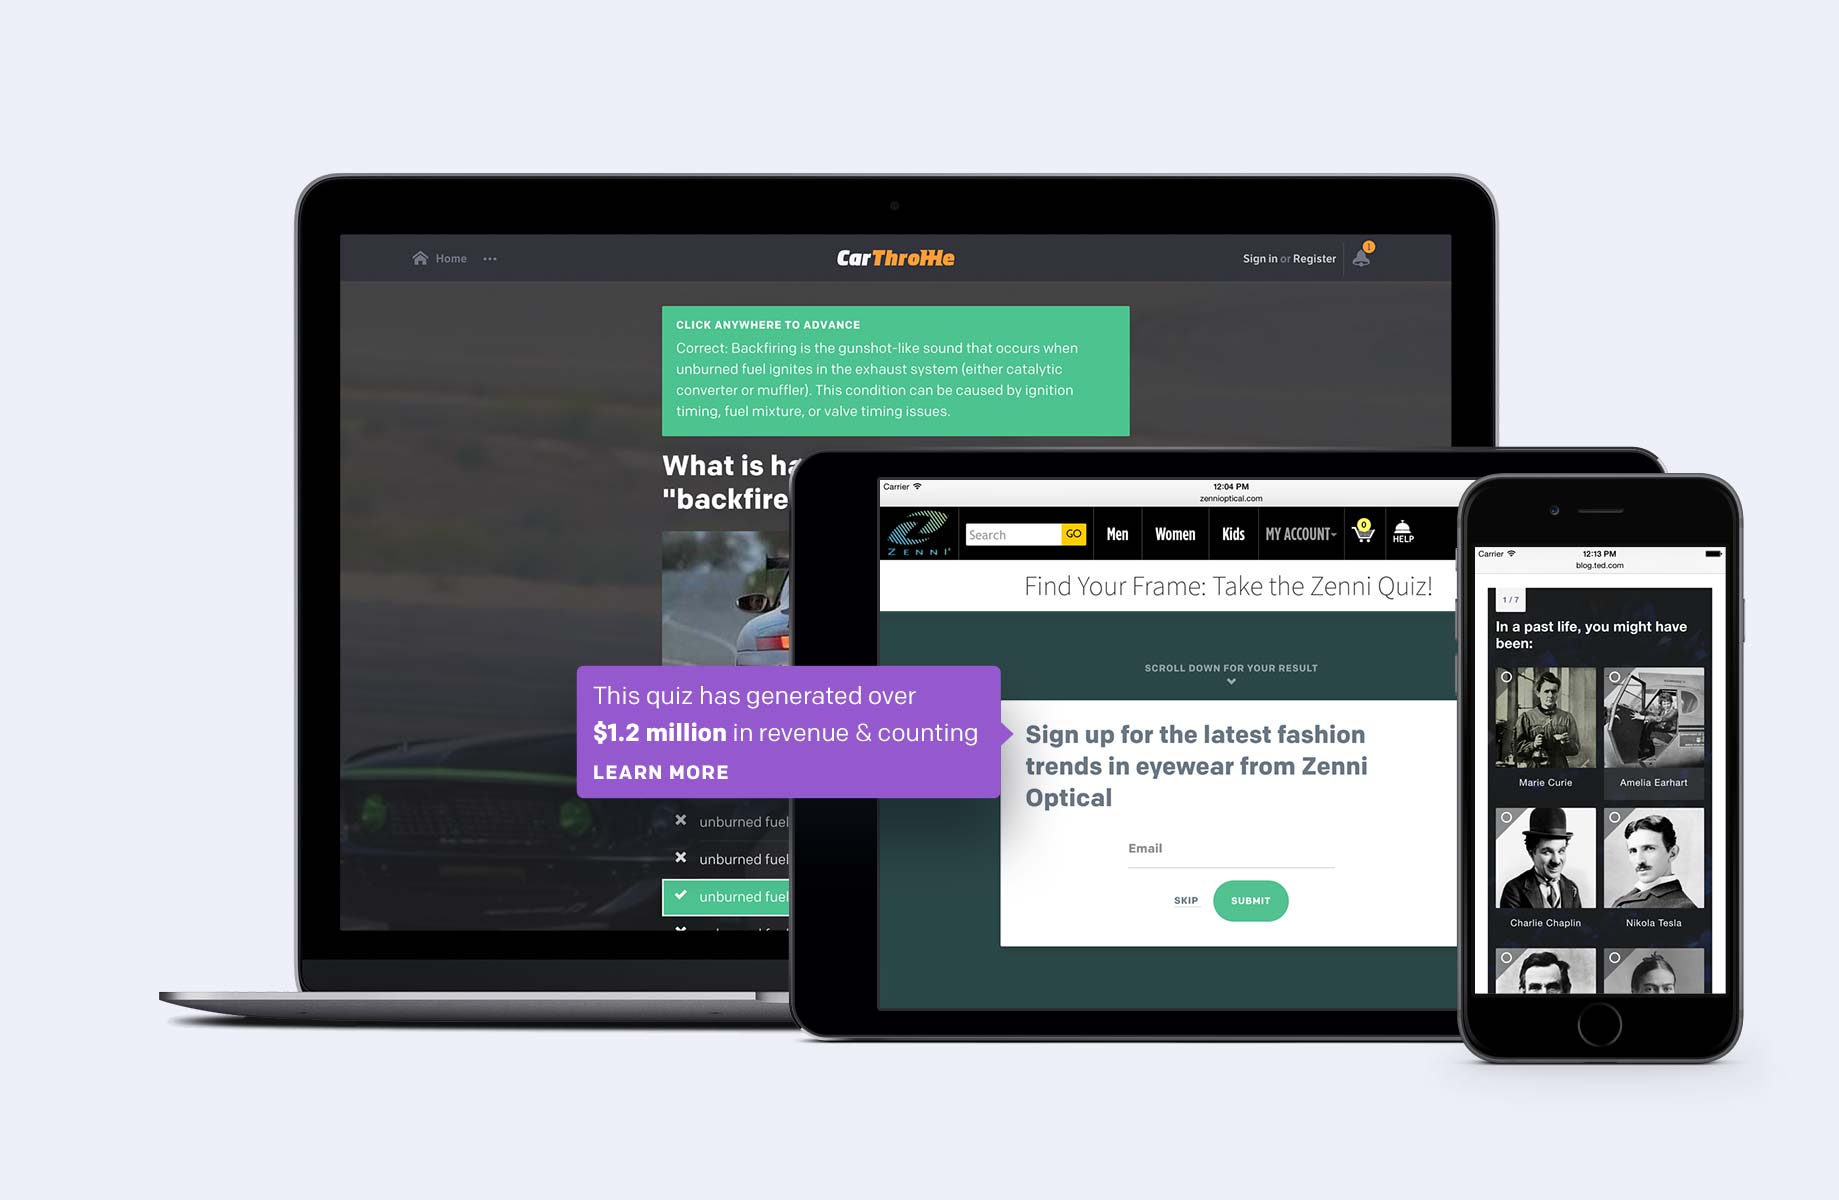 Home
CarThrottle
Sign in or Register
1
CLICK ANYWHERE TO ADVANCE
Correct: Backfiring is the gunshot-like sound that occurs when
unburned fuel ignites in the exhaust system (either catalytic
converter or muffler). This condition can be caused by ignition
timing, fuel mixture, or valve timing issues.
What is ha
"backfire
unburned fuel
unburned fuel
unburned fuel
This quiz has generated over
$1.2 million in revenue & counting
LEARN MORE
Carrier
12:04 PM
zennioptical.com
ZENNI
Search
GO
Men
Women
Kids
MY ACCOUNT
0
HELP
Find Your Frame: Take the Zenni Quiz!
SCROLL DOWN FOR YOUR RESULT
Sign up for the latest fashion
trends in eyewear from Zenni
Optical
Email
SKIP
SUBMIT
Carrier
12:13 PM
blog.ted.com
1 / 7
In a past life, you might have
been:
Marie Curie
Amelia Earhart
Charlie Chaplin
Nikola Tesla